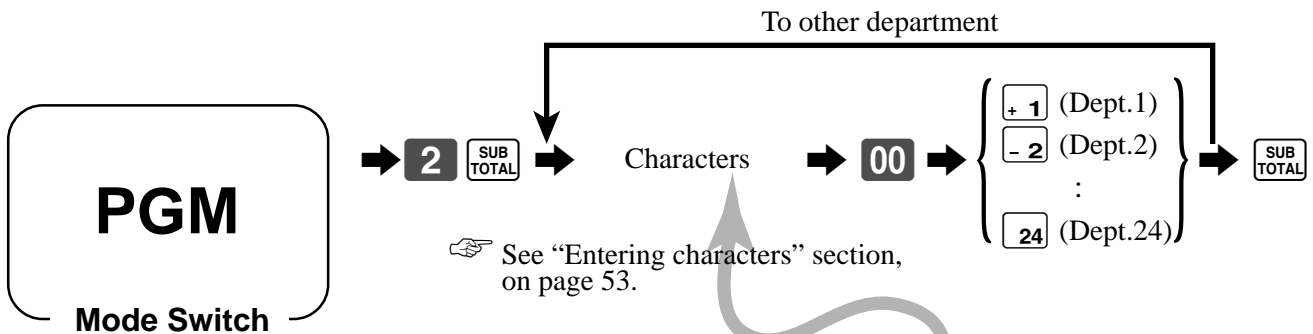 To other department
PGM
Mode Switch
2 SUB TOTAL Characters 00
+ 1 (Dept.1)
- 2 (Dept.2)
:
24 (Dept.24)
SUB TOTAL
See “Entering characters” section,
on page 53.